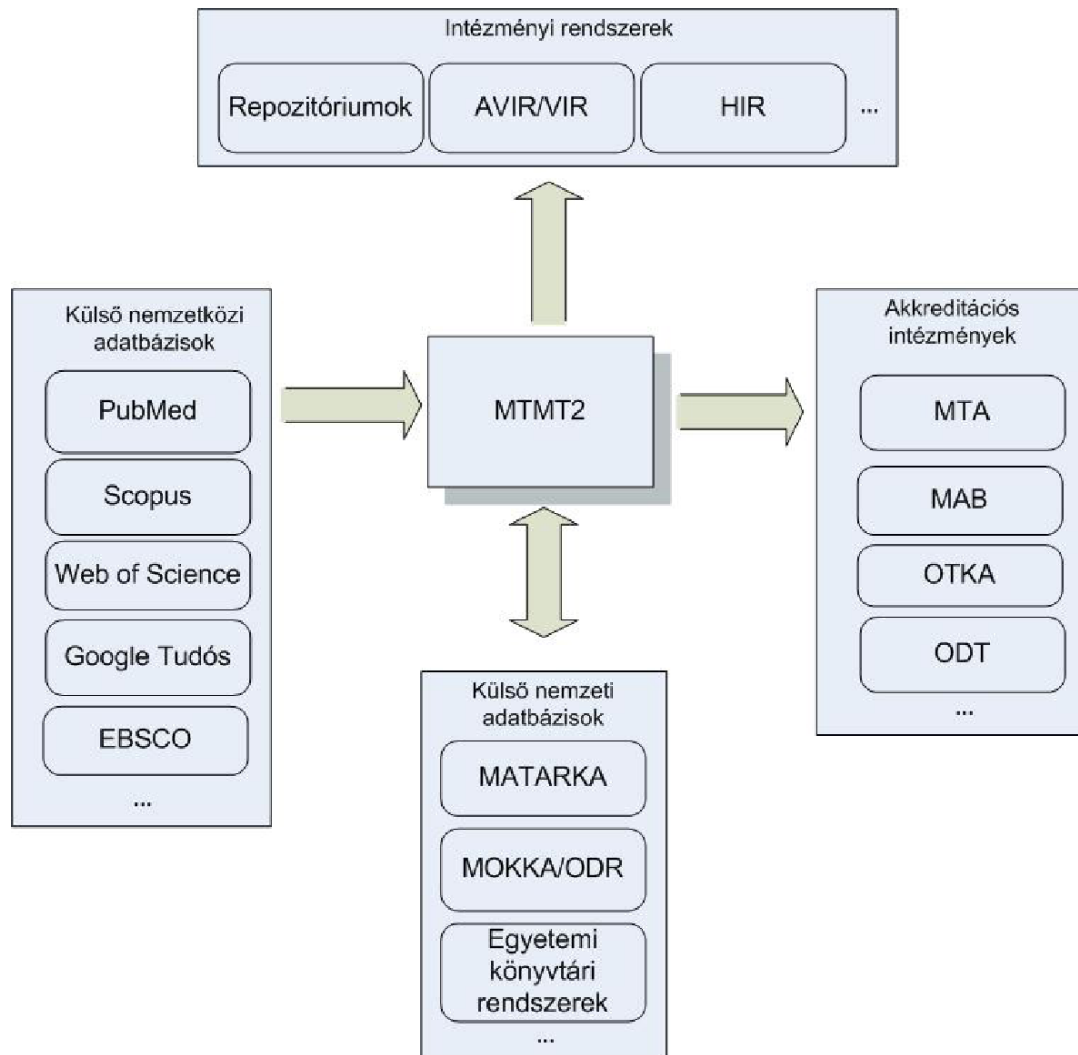 Intézményi rendszerek
Repozitóriumok
AVIR/VIR
HIR
...
Külső nemzetközi
adatbázisok
PubMed
Scopus
Web of Science
Google Tudós
EBSCO
...
MTMT2
Akkreditációs
intézmények
MTA
MAB
OTKA
ODT
...
Külső nemzeti
adatbázisok
MATARKA
MOKKA/ODR
Egyetemi
könyvtári
rendszerek
...